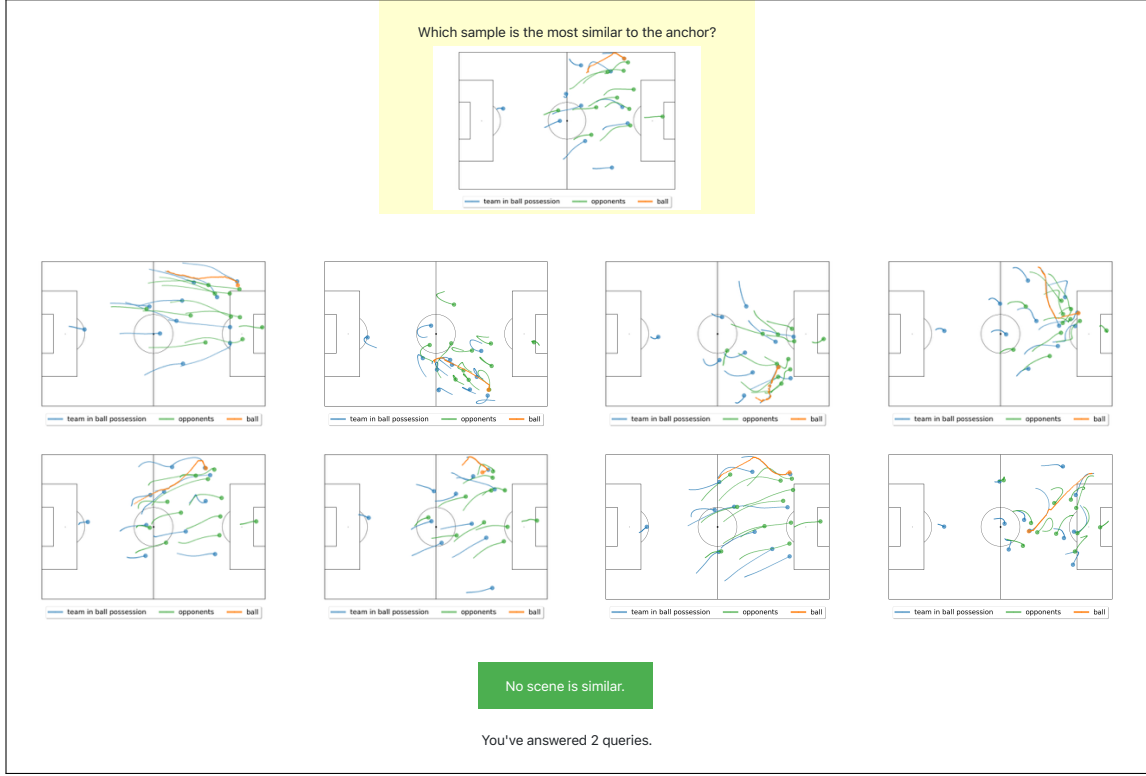 Which sample is the most similar to the anchor?
team in ball possession opponents ball
team in ball possession opponents ball
team in ball possession opponents ball
team in ball possession opponents ball
team in ball possession opponents ball
team in ball possession opponents ball
team in ball possession opponents ball
team in ball possession opponents ball
team in ball possession opponents ball
No scene is similar.
You've answered 2 queries.